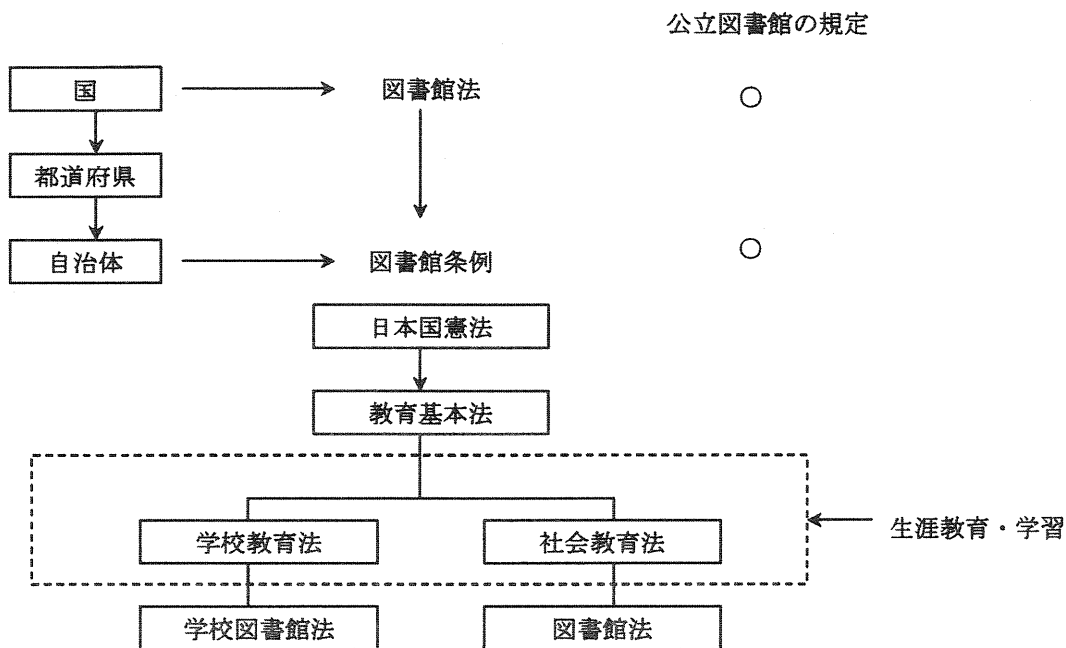 公立図書館の規定
国
図書館法
○
都道府県
自治体
図書館条例
○
日本国憲法
教育基本法
学校教育法
社会教育法
生涯教育・学習
学校図書館法
図書館法